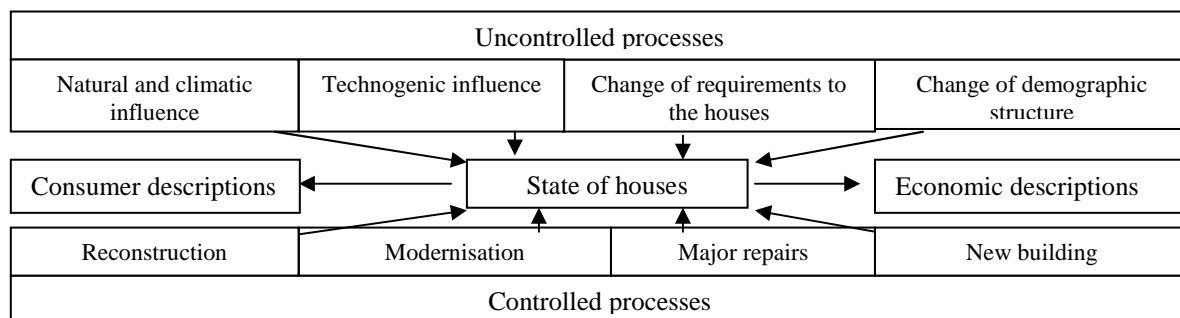 Uncontrolled processes
Natural and climatic
influence
Technogenic influence
Change of requirements to
the houses
Change of demographic
structure
Consumer descriptions
State of houses
Economic descriptions
Reconstruction
Modernisation
Major repairs
New building
Controlled processes